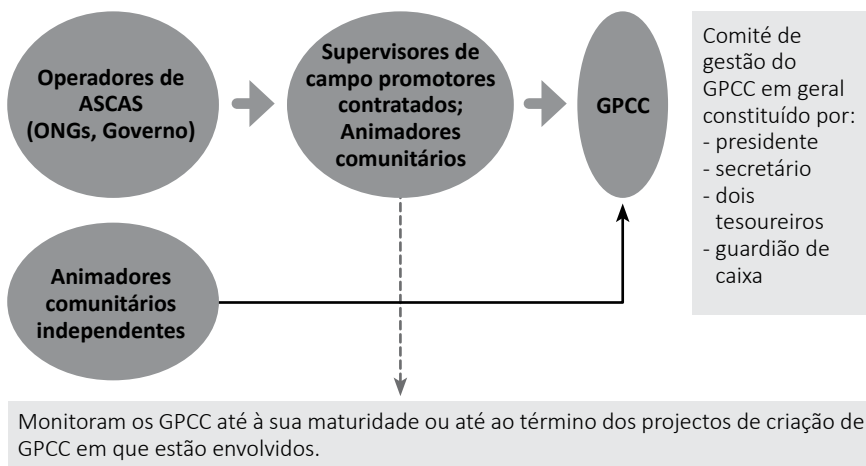 Operadores de
ASCAS
(ONGs, Governo)
Supervisores de
campo promotores
contratados;
Animadores
comunitários
GPCC
Comité de
gestão do
GPCC em geral
constituído por:
- presidente
- secretário
- dois
tesoureiros
- guardião de
caixa
Animadores
comunitários
independentes
Monitoram os GPCC até à sua maturidade ou até ao término dos projectos de criação de
GPCC em que estão envolvidos.